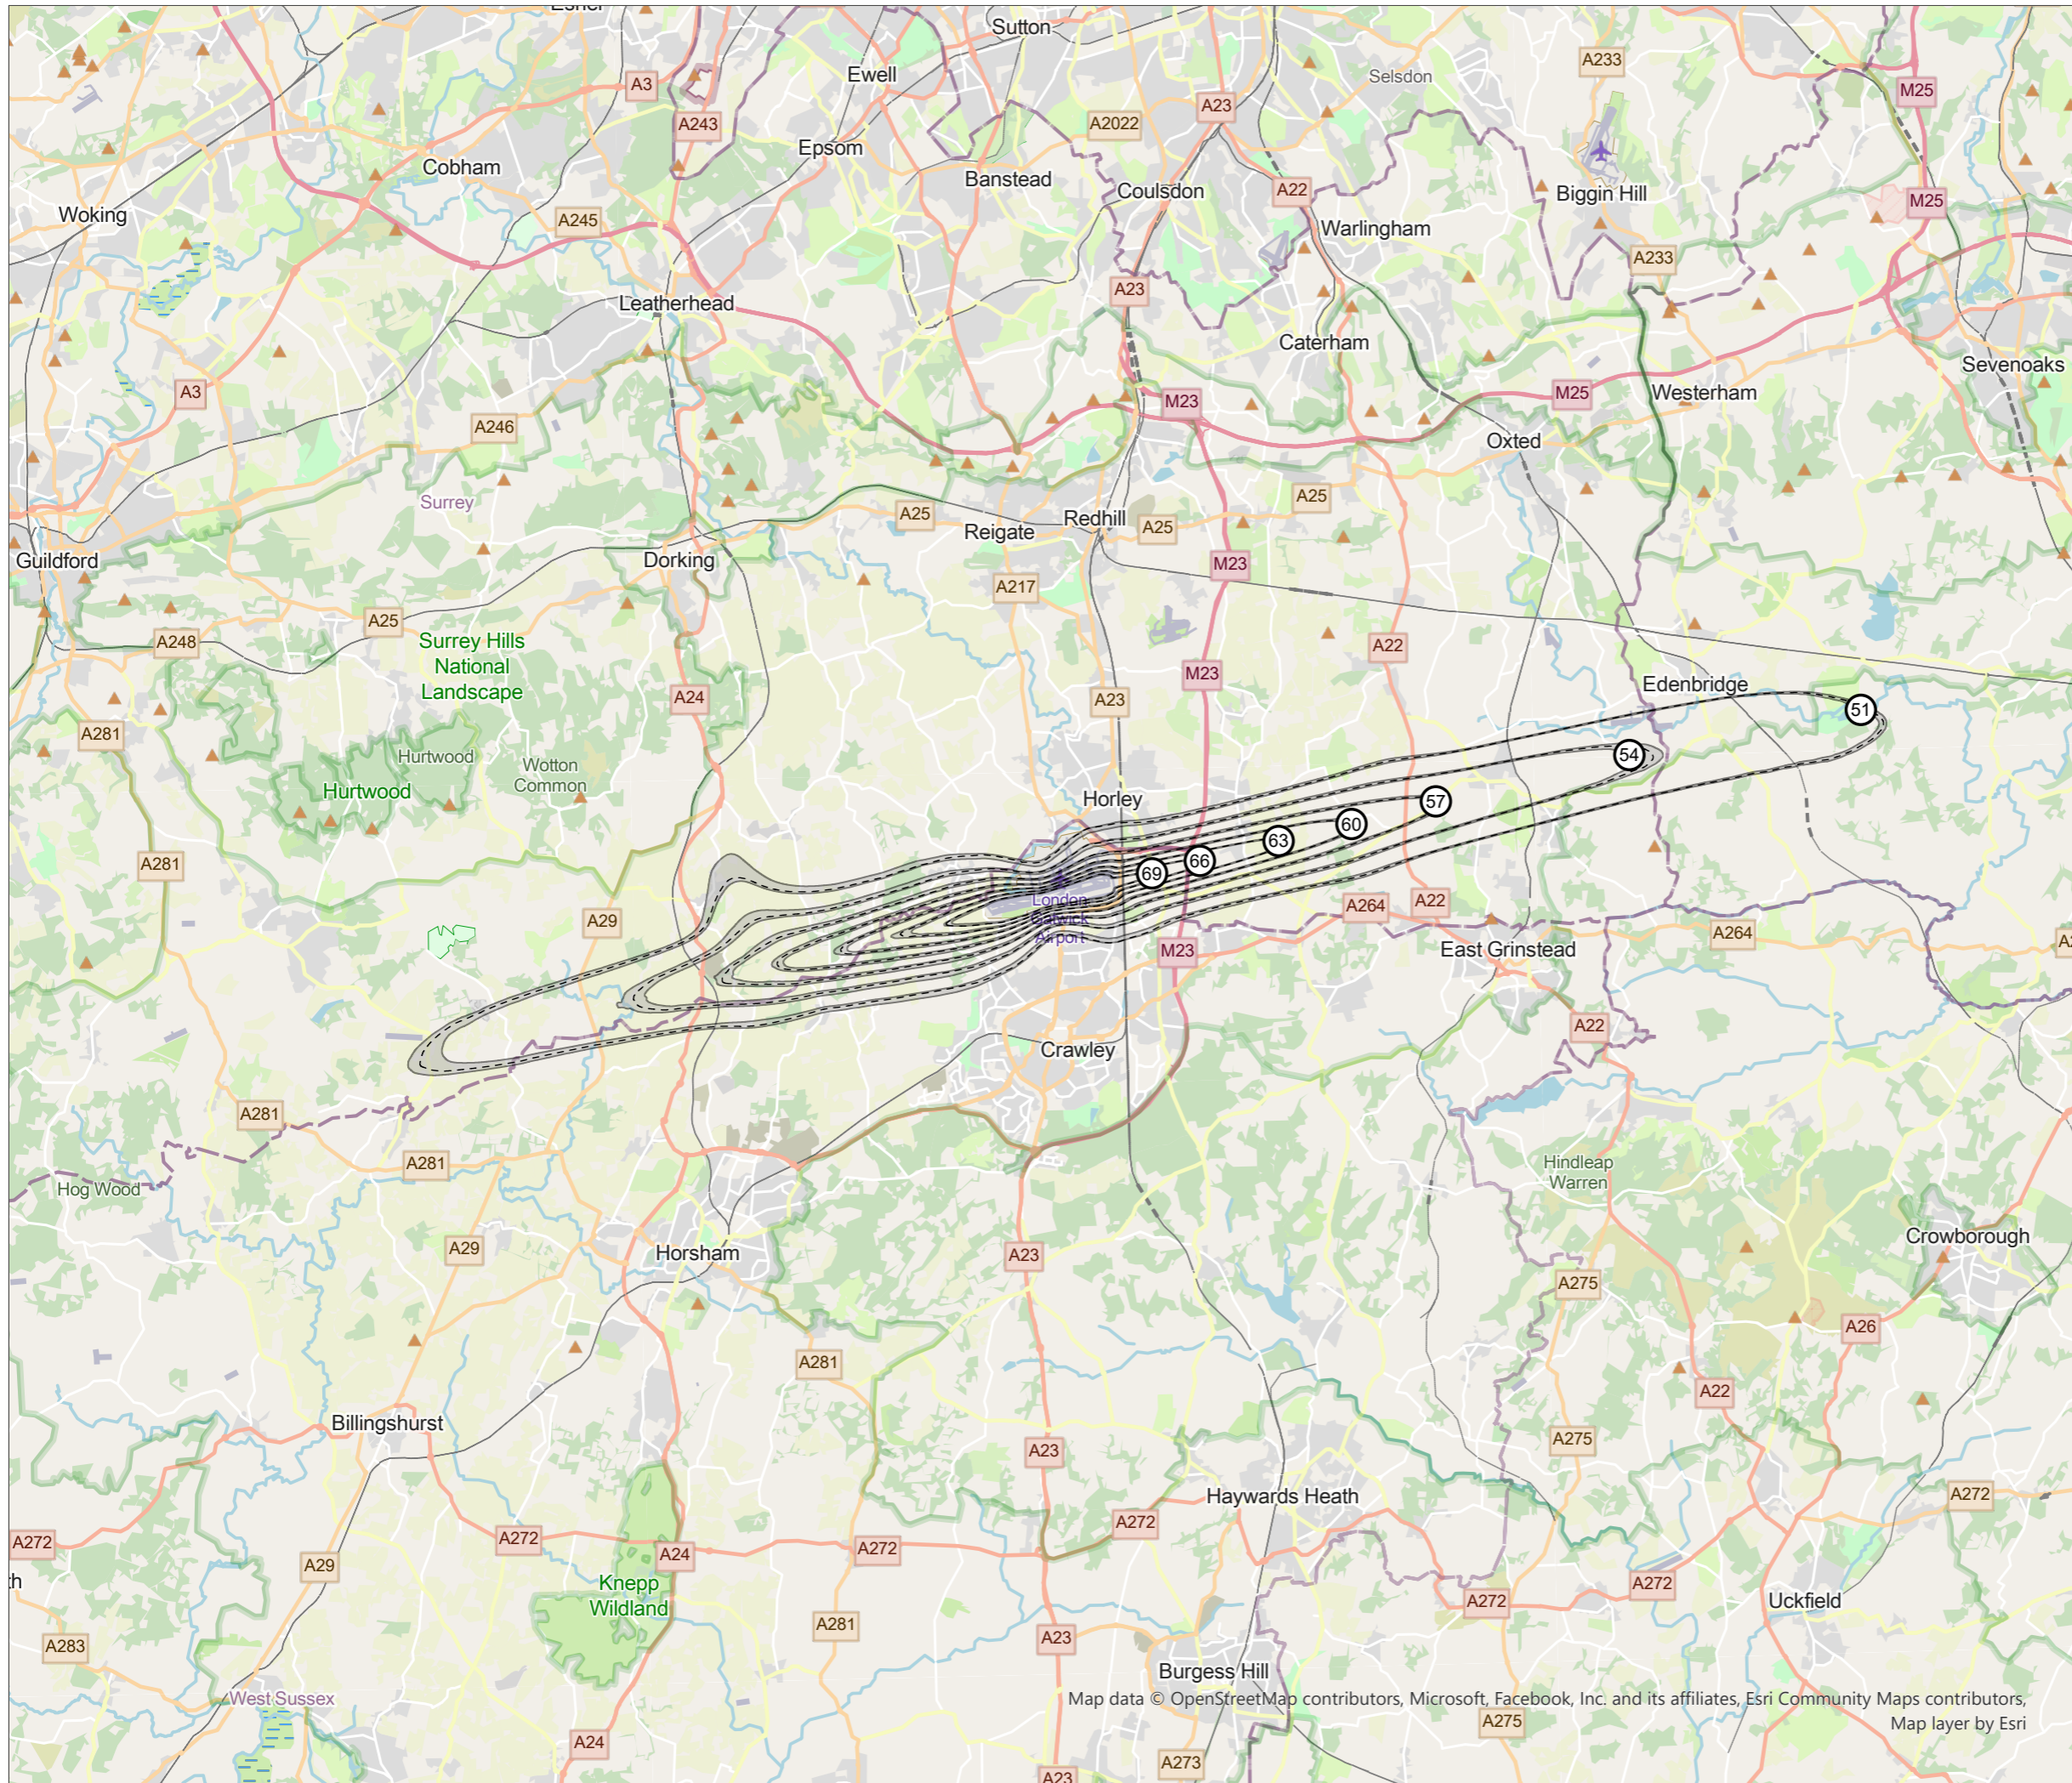 Sutton
Ewell
A3
A243
A2022
A23
Selsdon
A233
M25
Epsom
Cobham
Banstead
Coulsdon
A22
Biggin Hill
M25
Woking
A245
Warlingham
A233
Leatherhead
A23
Caterham
Sevenoaks
A3
M23
M25
Westerham
A246
Oxted
Surrey
A25
Reigate
Redhill
A25
A25
Guildford
Dorking
M23
A217
A25
A248
Surrey Hills
National
Landscape
A22
M23
Edenbridge
A24
A23
51
A281
Hurtwood
Wotton
Common
54
Hurtwood
Horley
57
60
63
66
69
A281
A29
London
Gatwick
Airport
A264
A22
A264
M23
East Grinstead
A22
Crawley
A281
A281
Hog Wood
Hindleap
Warren
A29
Horsham
A23
Crowborough
A275
A26
A281
A22
Billingshurst
A23
A275
Haywards Heath
A272
A272
A272
A272
A272
A29
A24
Knepp
Wildland
A272
A272
Uckfield
A283
A281
A23
Burgess Hill
West Sussex
Map data © OpenStreetMap contributors, Microsoft, Facebook, Inc. and its affiliates, Esri Community Maps contributors,
Map layer by Esri
A275
A24
A273
A23